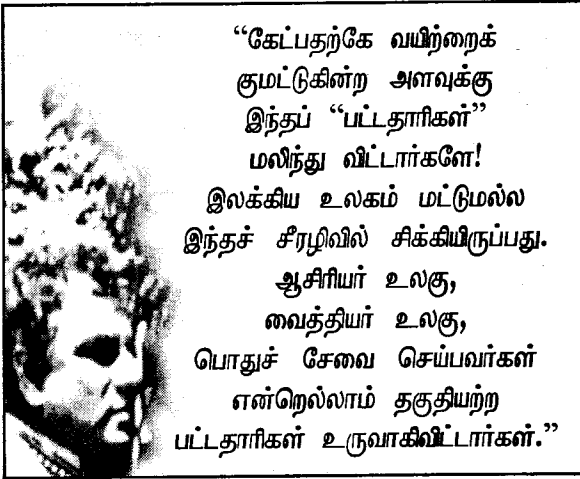 “கேட்பதற்கே வயிற்றைக்
குமட்டுகின்ற அளவுக்கு
இந்தப் “பட்டதாரிகள்”
மலிந்து விட்டார்களே!
இலக்கிய உலகம் மட்டுமல்ல
இந்தச் சீரழிவில் சிக்கியிருப்பது.
ஆசிரியர் உலகு,
வைத்தியர் உலகு,
பொதுச் சேவை செய்பவர்கள்
என்றெல்லாம் தகுதியற்ற
பட்டதாரிகள் உருவாகிவிட்டார்கள்.”